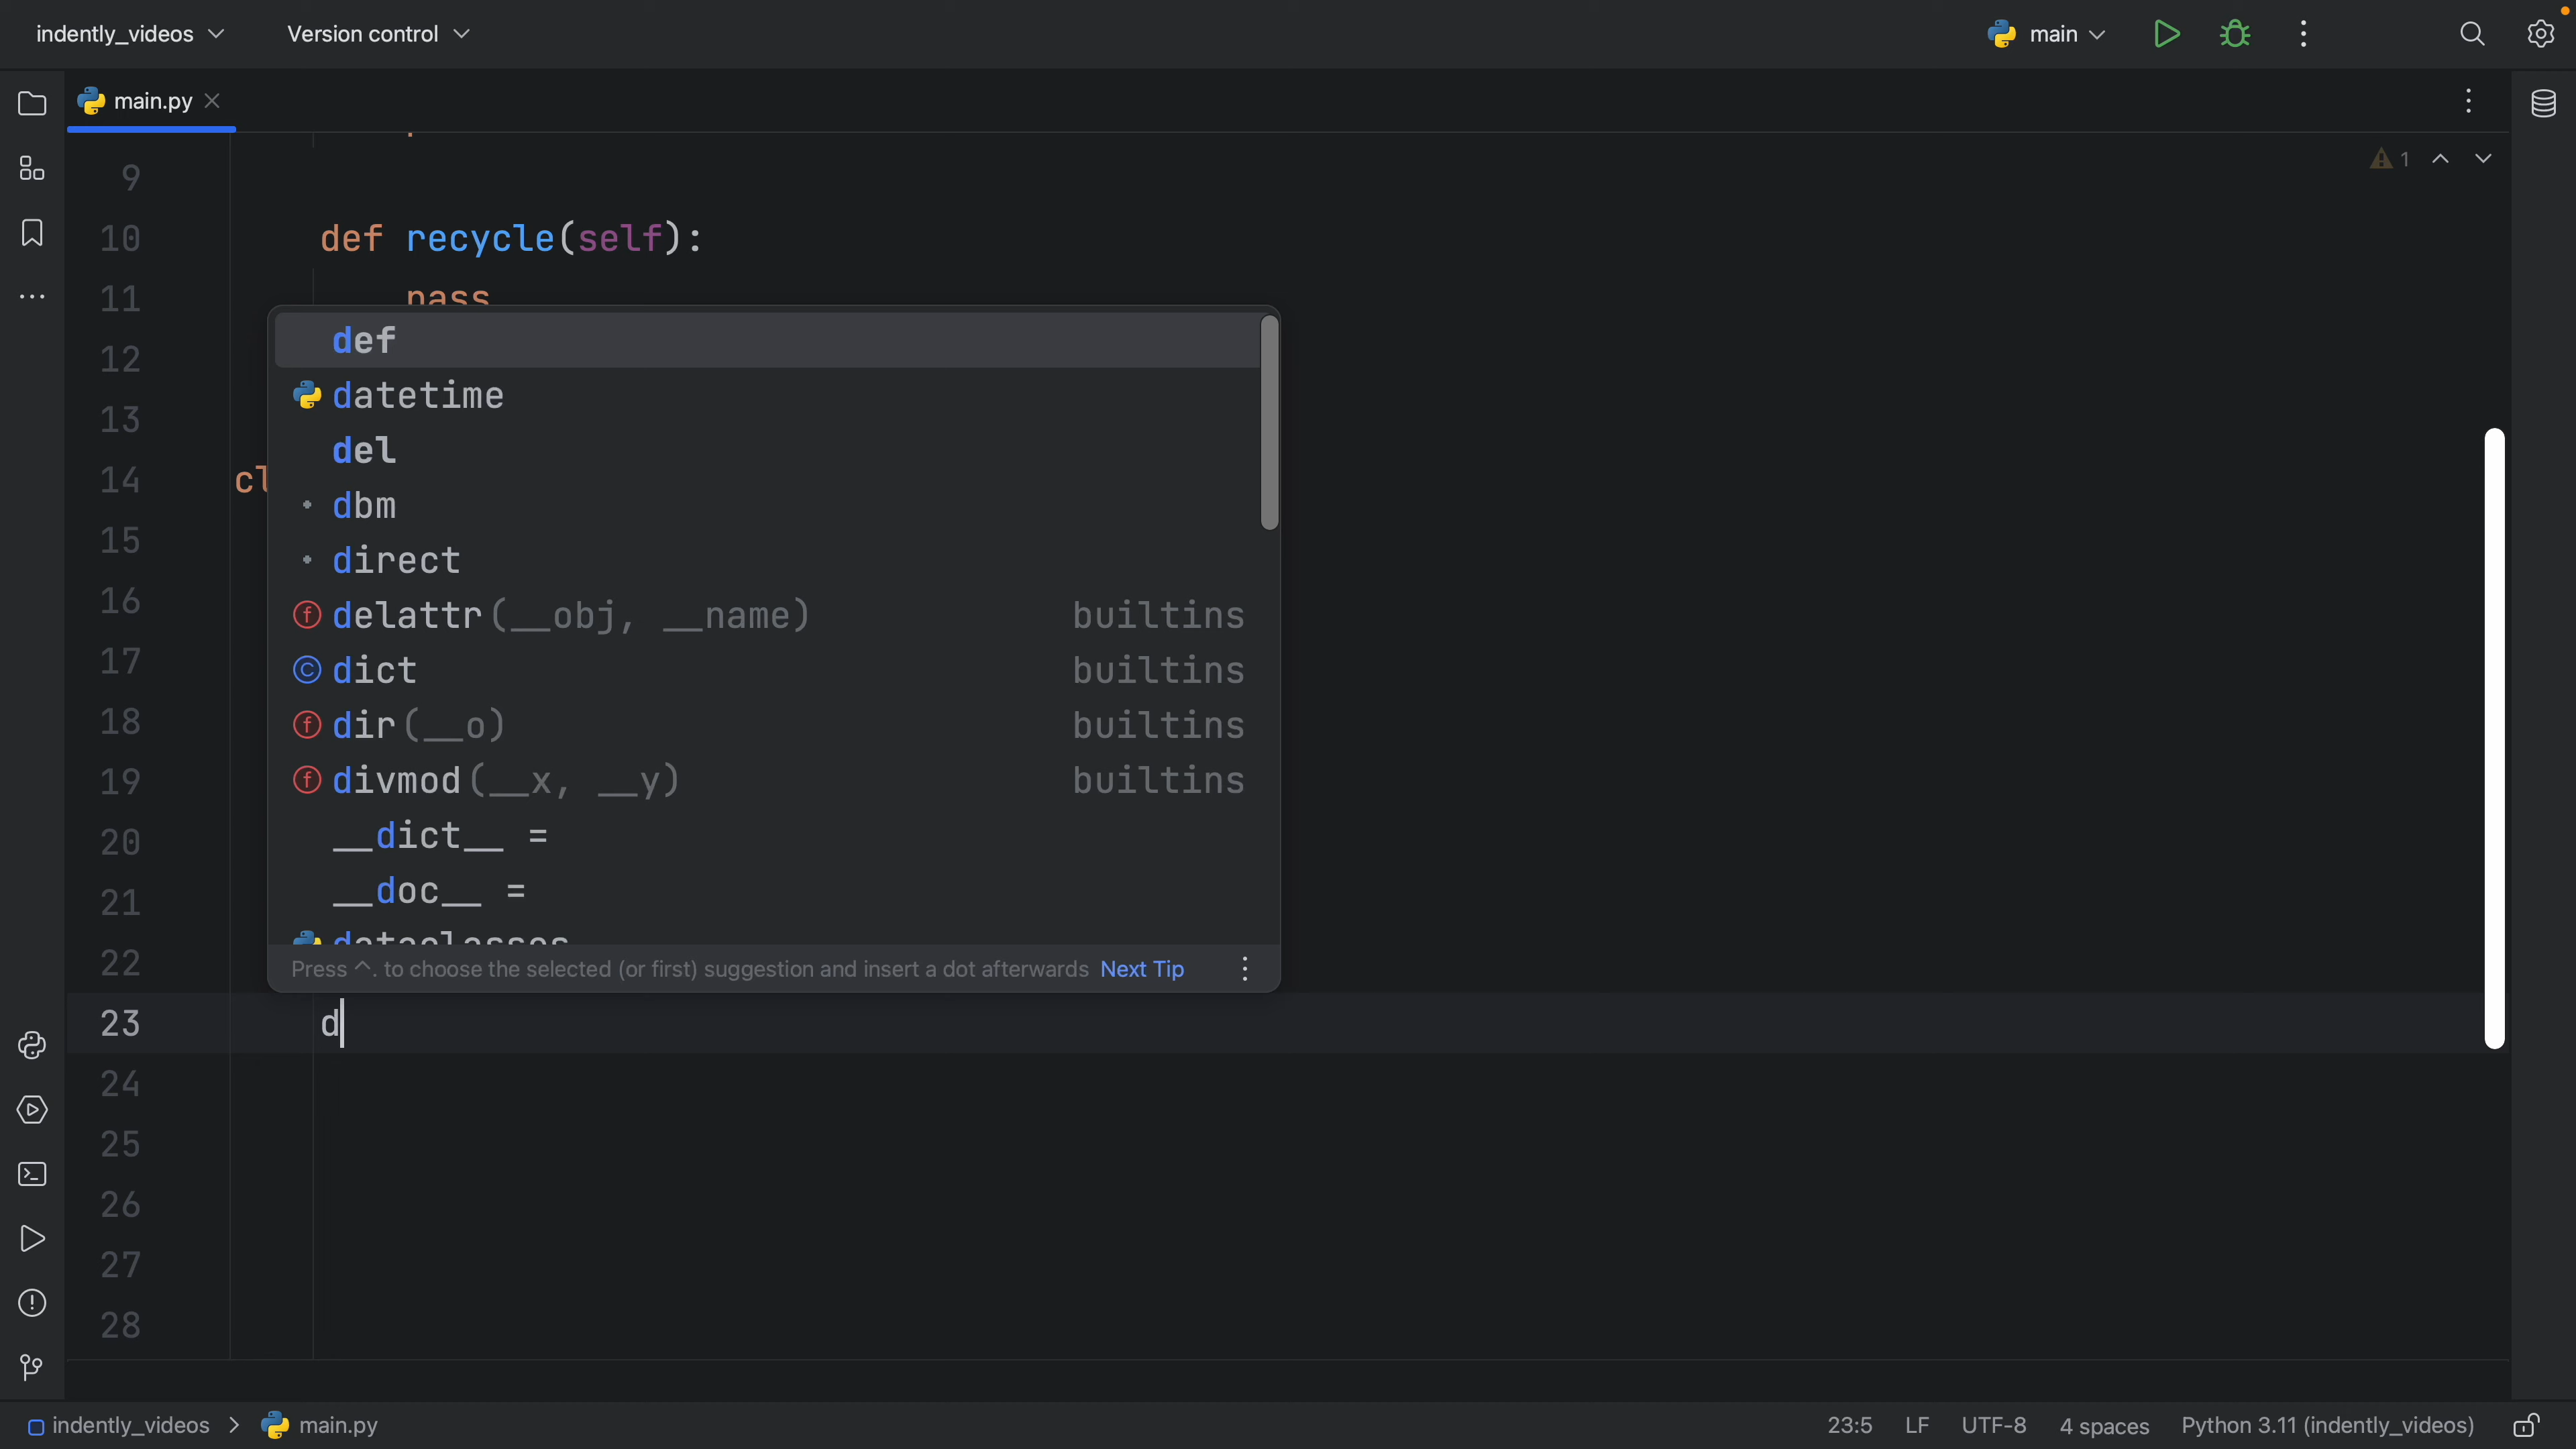 indently_videos Version control main
main.py
1
9
10 def recycle(self):
11 pass
12
13
14 cl
15
16
17
18
19
20
21
22
23 d
24
25
26
27
28
def
datetime
del
dbm
direct
delattr(__obj, __name) builtins
dict builtins
dir(__o) builtins
divmod(__x, __y) builtins
__dict__ =
__doc__ =
dataclasses
Press ^. to choose the selected (or first) suggestion and insert a dot afterwards Next Tip
indently_videos > main.py 23:5 LF UTF-8 4 spaces Python 3.11 (indently_videos)